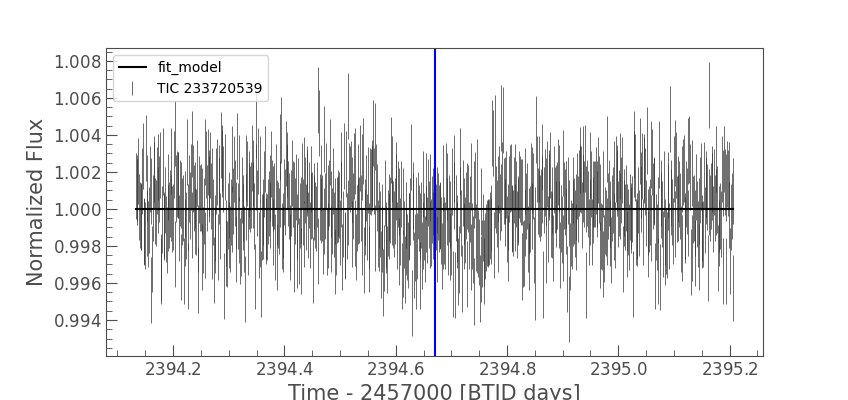 fit_model
TIC 233720539
1.008
1.006
1.004
1.002
1.000
0.998
0.996
0.994
Normalized Flux
2394.2 2394.4 2394.6 2394.8 2395.0 2395.2
Time - 2457000 [BTJD days]